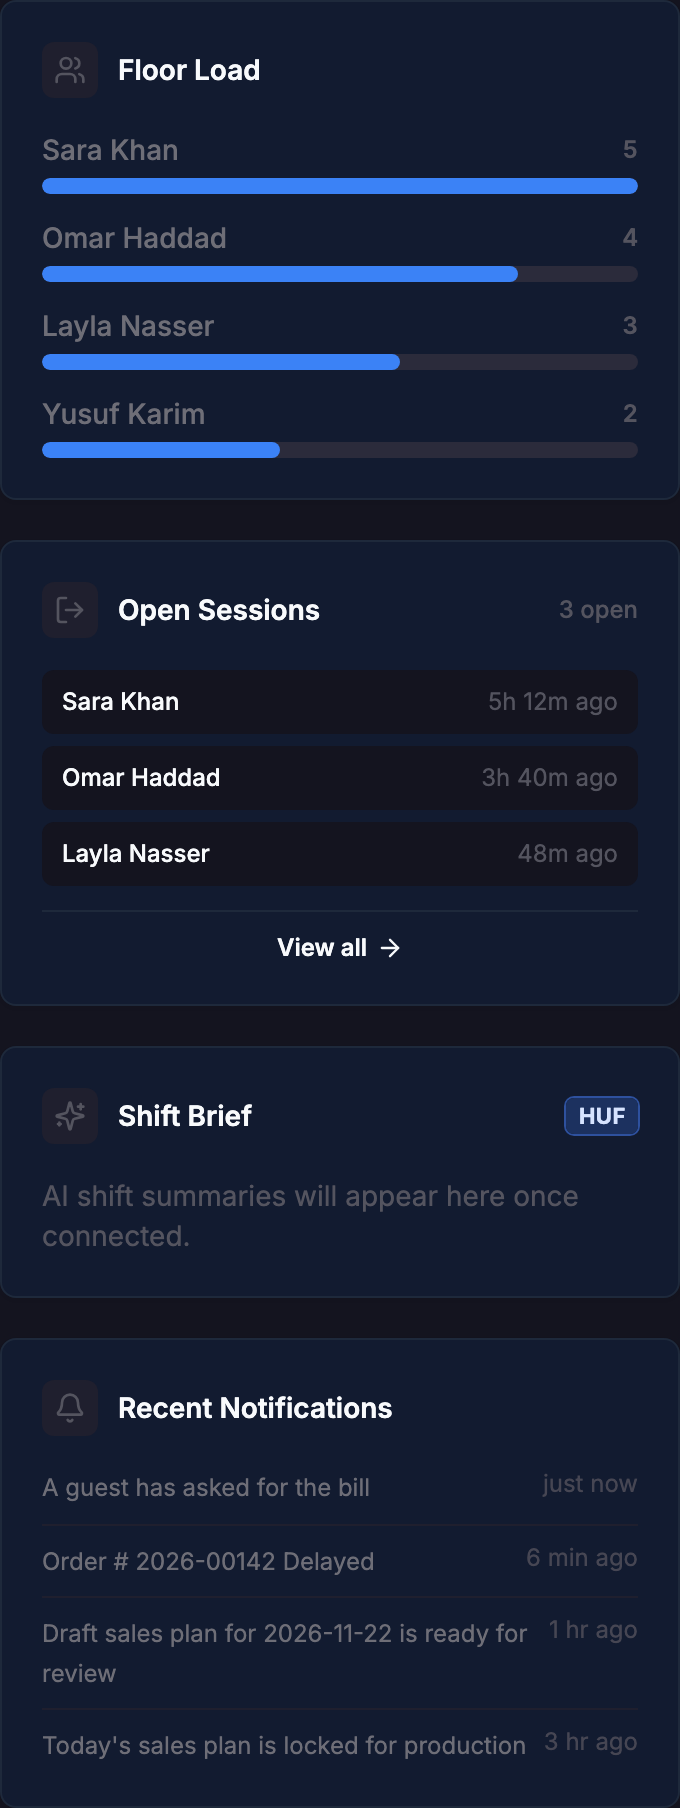 Floor Load
Sara Khan 5
Omar Haddad 4
Layla Nasser 3
Yusuf Karim 2
Open Sessions 3 open
Sara Khan 5h 12m ago
Omar Haddad 3h 40m ago
Layla Nasser 48m ago
View all →
Shift Brief HUF
AI shift summaries will appear here once
connected.
Recent Notifications
A guest has asked for the bill just now
Order # 2026-00142 Delayed 6 min ago
Draft sales plan for 2026-11-22 is ready for 1 hr ago
review
Today's sales plan is locked for production 3 hr ago